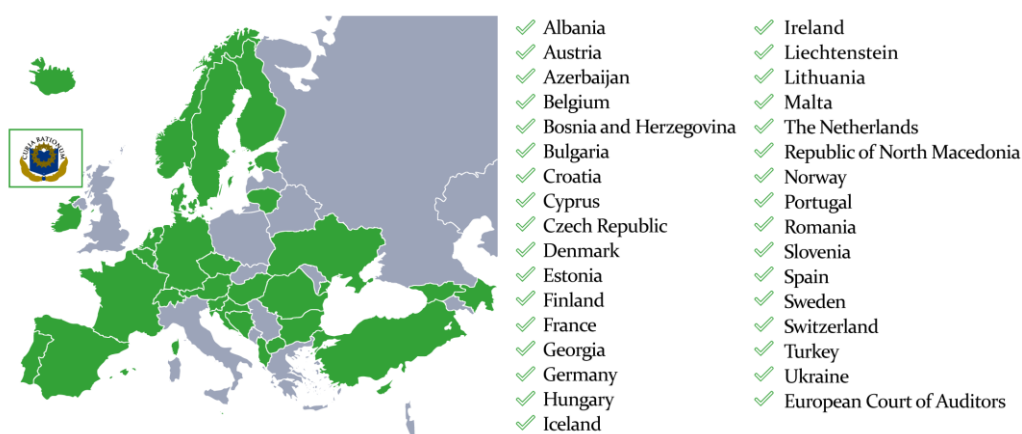 CURIA RATIONUM
Albania
Austria
Azerbaijan
Belgium
Bosnia and Herzegovina
Bulgaria
Croatia
Cyprus
Czech Republic
Denmark
Estonia
Finland
France
Georgia
Germany
Hungary
Iceland
Ireland
Liechtenstein
Lithuania
Malta
The Netherlands
Republic of North Macedonia
Norway
Portugal
Romania
Slovenia
Spain
Sweden
Switzerland
Turkey
Ukraine
European Court of Auditors